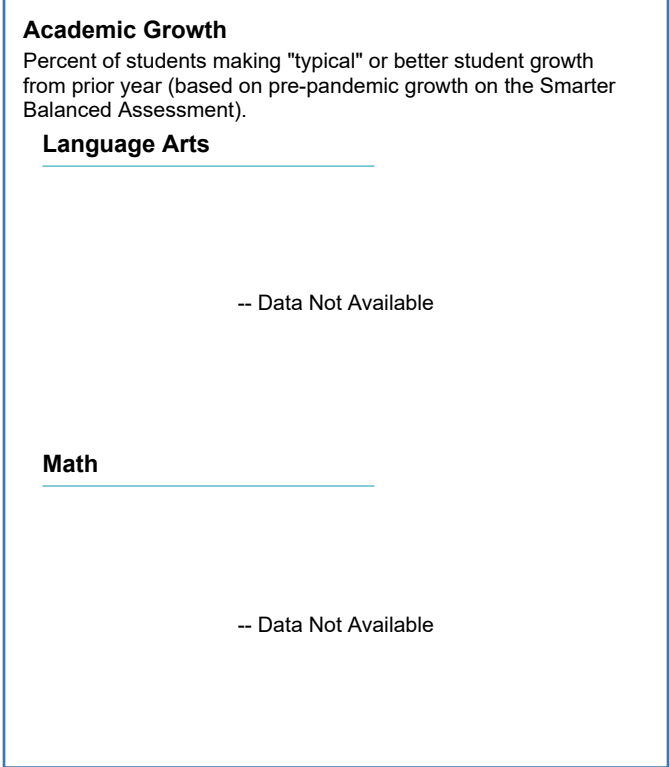 Academic Growth
Percent of students making "typical" or better student growth
from prior year (based on pre-pandemic growth on the Smarter
Balanced Assessment).
Language Arts
-- Data Not Available
Math
-- Data Not Available